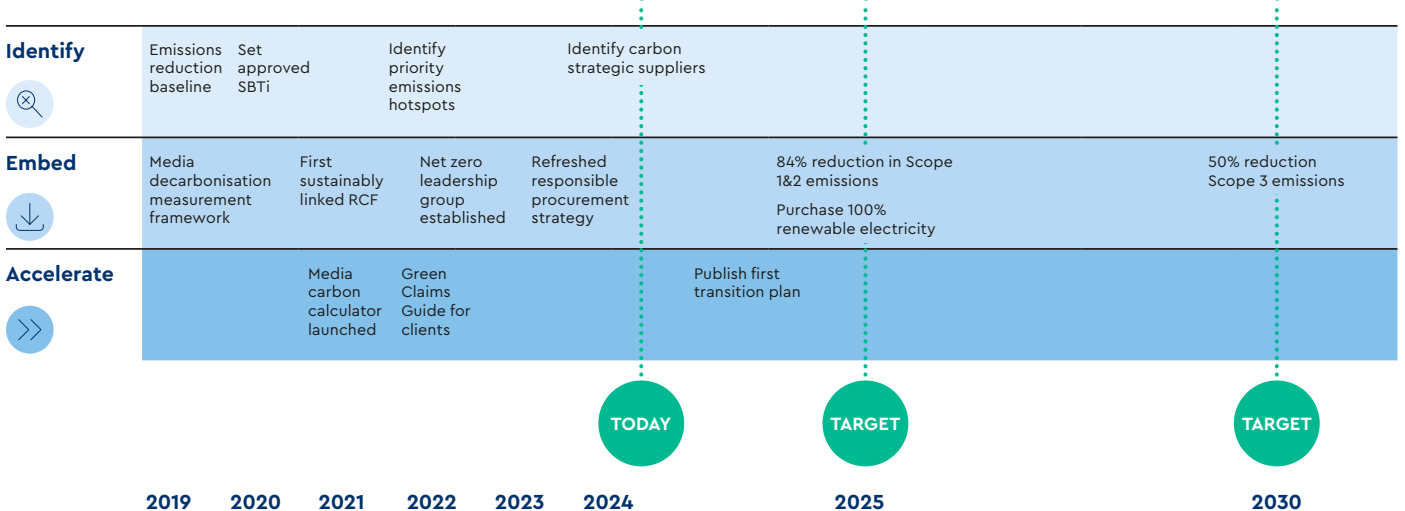 Identify
Emissions
reduction
baseline
Set
approved
SBTi
Identify
priority
emissions
hotspots
Identify carbon
strategic suppliers
Embed
Media
decarbonisation
measurement
framework
First
sustainably
linked RCF
Net zero
leadership
group
established
Refreshed
responsible
procurement
strategy
84% reduction in Scope
1&2 emissions
Purchase 100%
renewable electricity
50% reduction
Scope 3 emissions
Accelerate
Media
carbon
calculator
launched
Green
Claims
Guide for
clients
Publish first
transition plan
TODAY
TARGET
TARGET
2019
2020
2021
2022
2023
2024
2025
2030